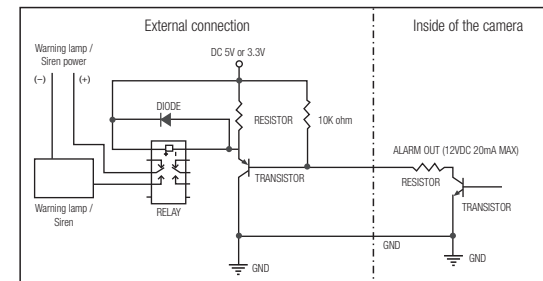 External connection
Inside of the camera
Warning lamp /
Siren power
(−) (+)
DC 5V or 3.3V
DIODE
RESISTOR
10K ohm
ALARM OUT (12VDC 20mA MAX)
TRANSISTOR
RESISTOR
TRANSISTOR
Warning lamp /
Siren
RELAY
GND
GND
GND